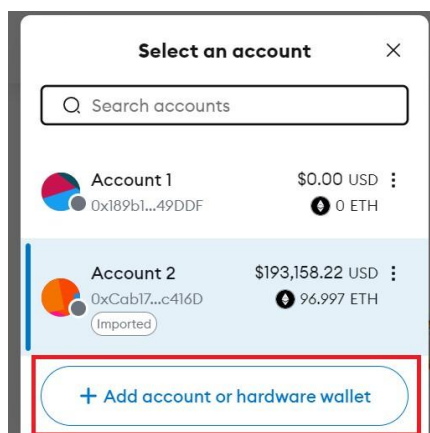 Select an account
Search accounts
Account 1 $0.00 USD
0x189b1...49DDF 0 ETH
Account 2 $193,158.22 USD
0xCab17...c416D 96.997 ETH
Imported
+ Add account or hardware wallet